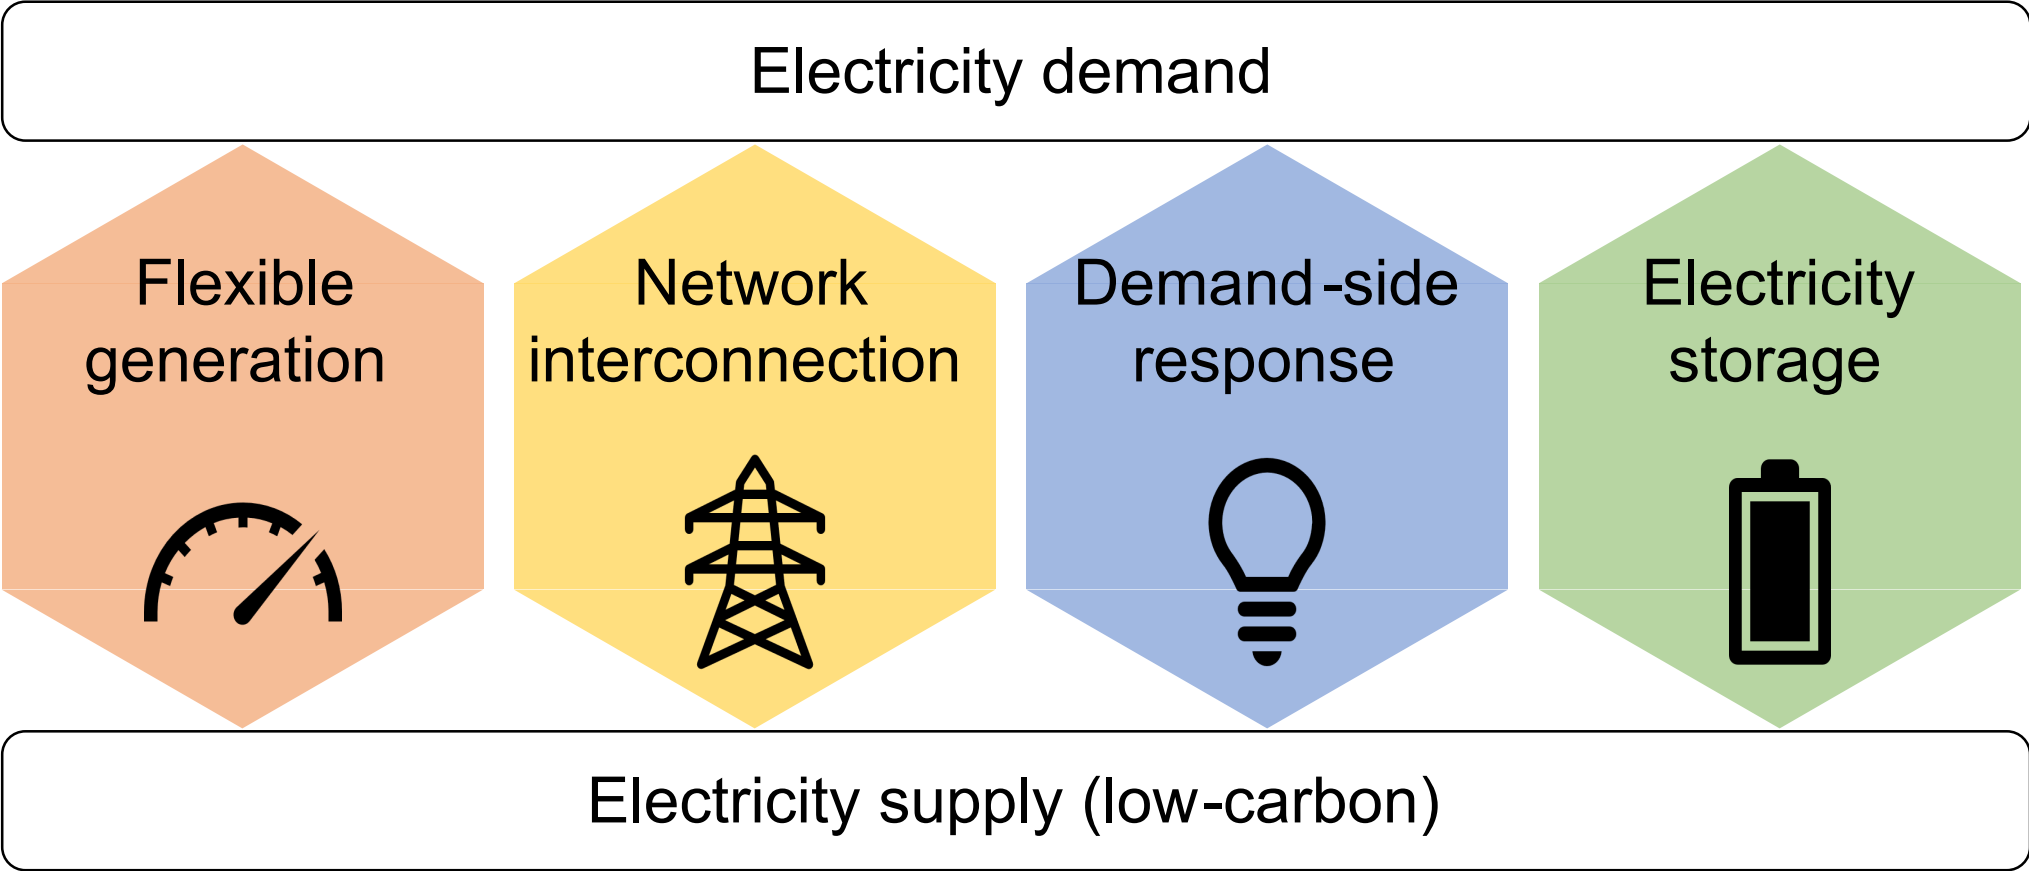 Electricity demand
Flexible
generation
Network
interconnection
Demand-side
response
Electricity
storage
Electricity supply (low-carbon)